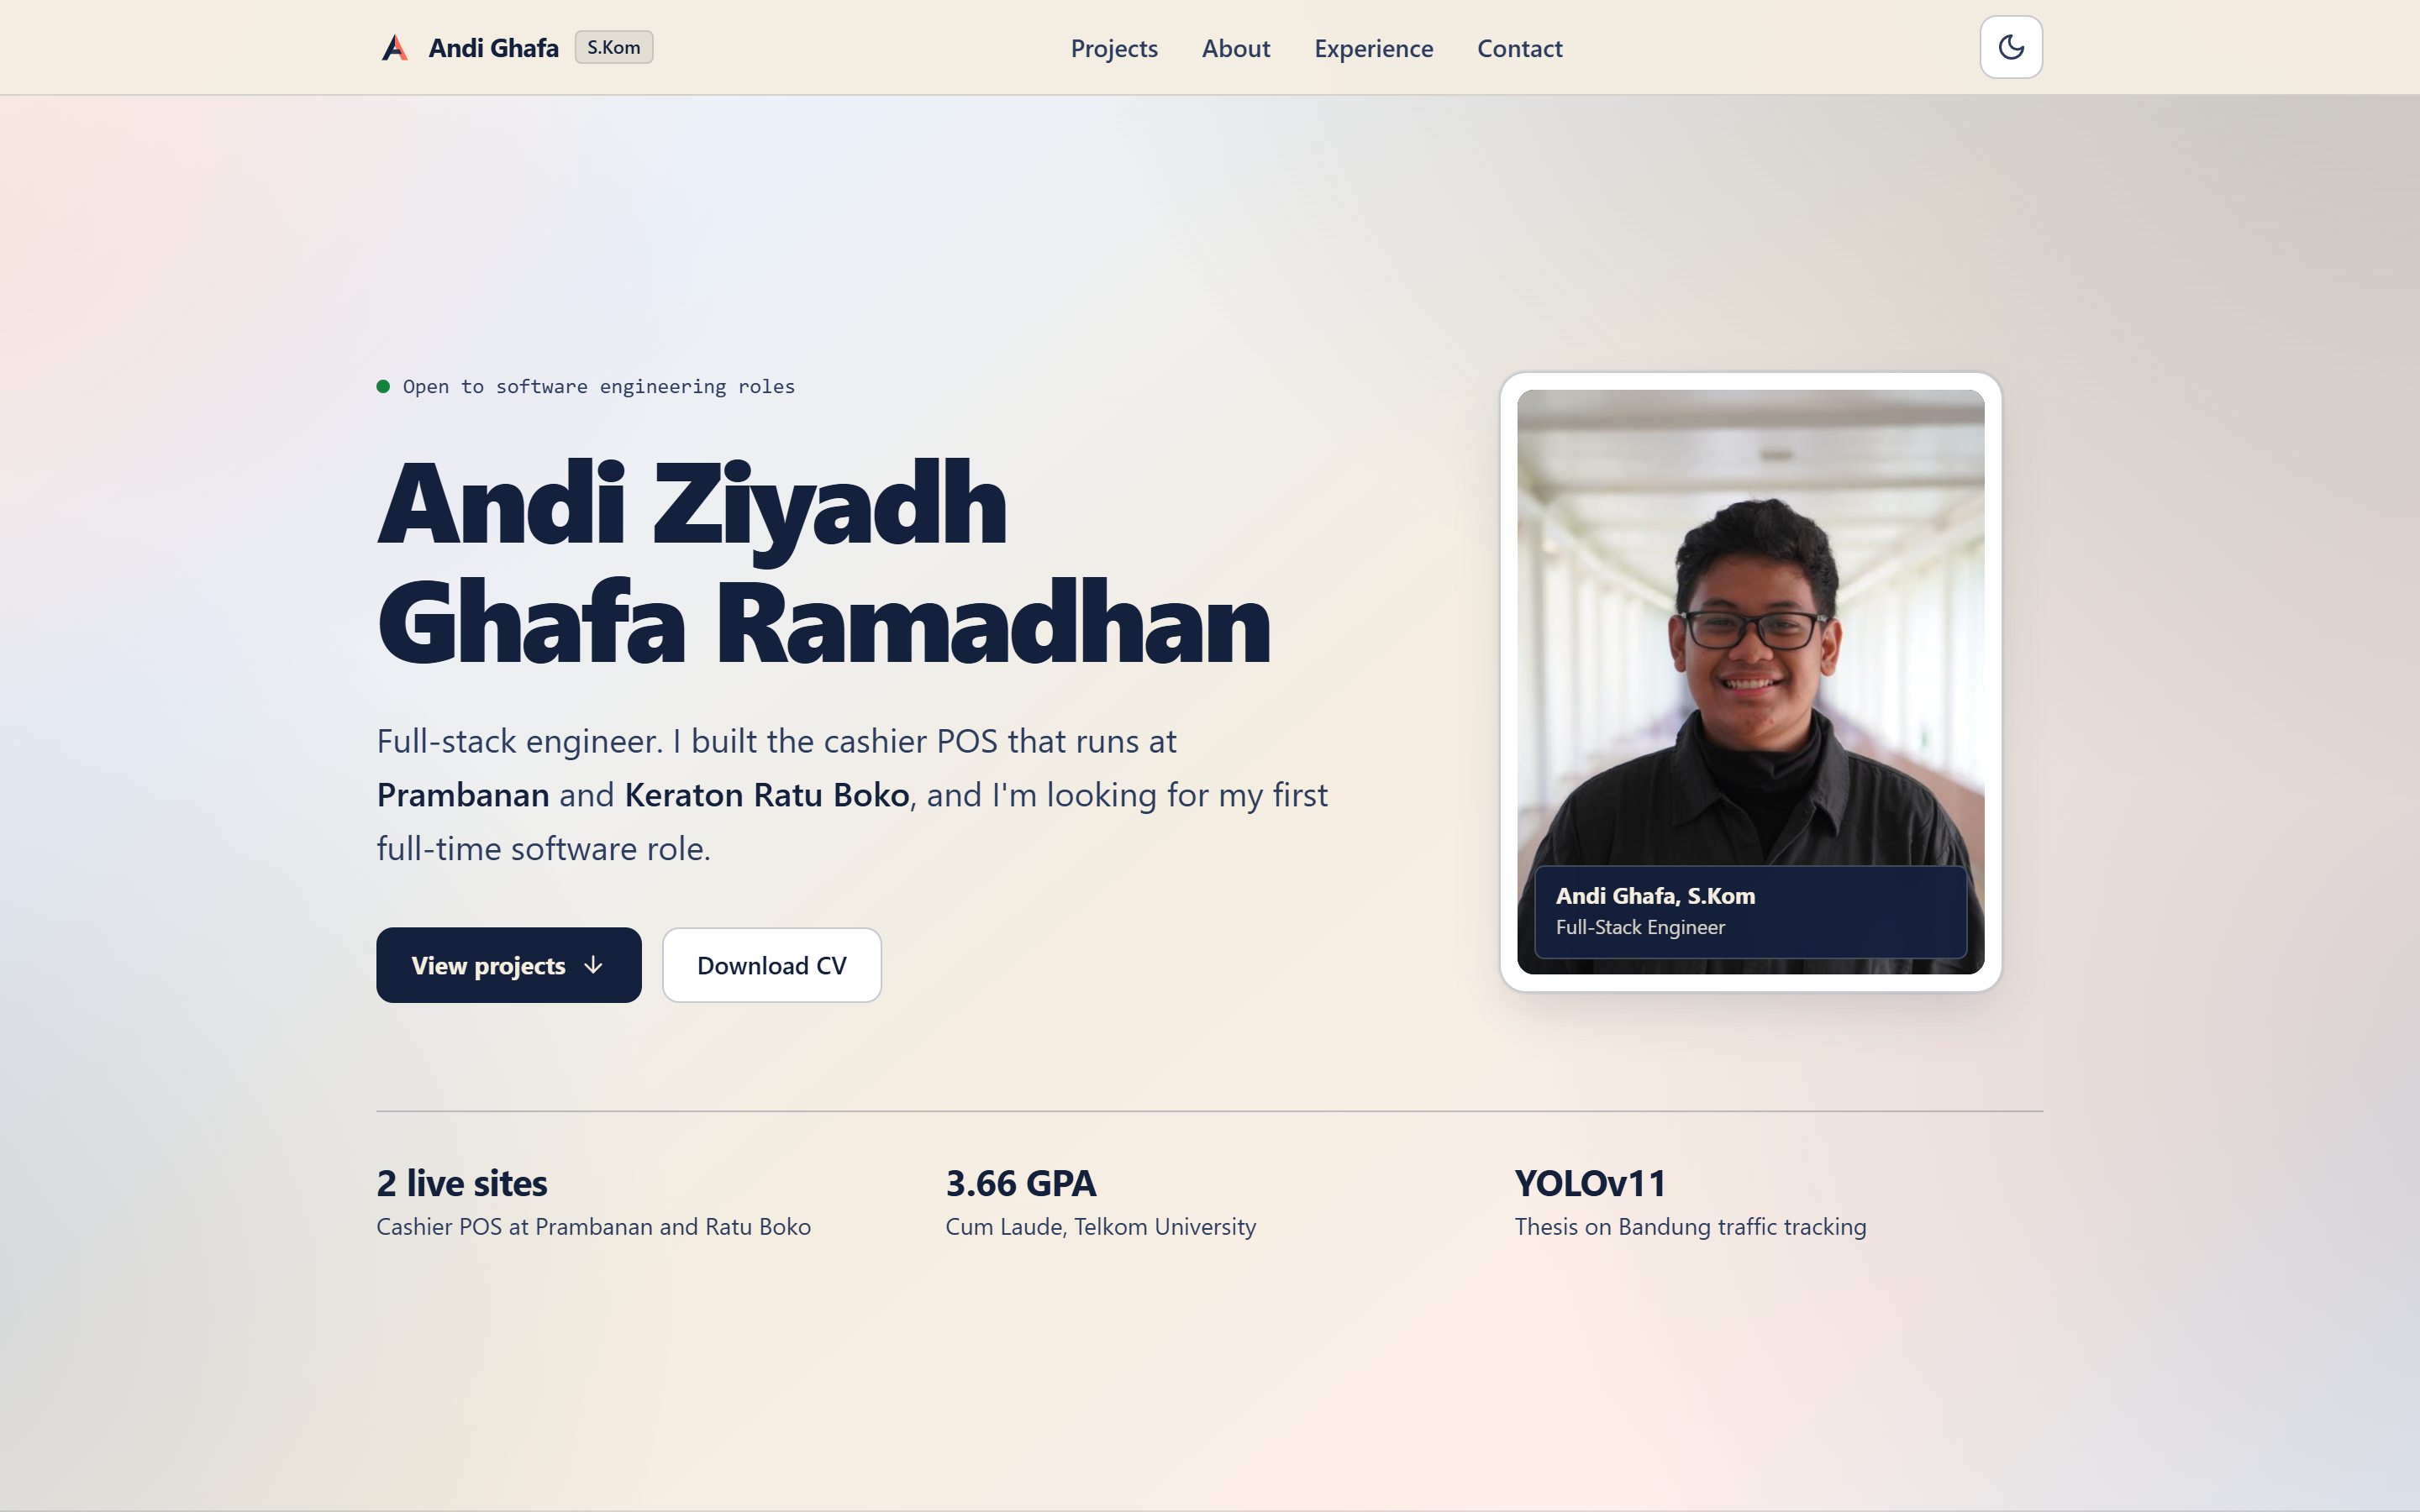 Andi Ghafa S.Kom Projects About Experience Contact
Open to software engineering roles
Andi Ziyadh
Ghafa Ramadhan
Full-stack engineer. I built the cashier POS that runs at
Prambanan and Keraton Ratu Boko, and I'm looking for my first
full-time software role.
View projects Download CV
Andi Ghafa, S.Kom
Full-Stack Engineer
2 live sites
Cashier POS at Prambanan and Ratu Boko
3.66 GPA
Cum Laude, Telkom University
YOLOv11
Thesis on Bandung traffic tracking